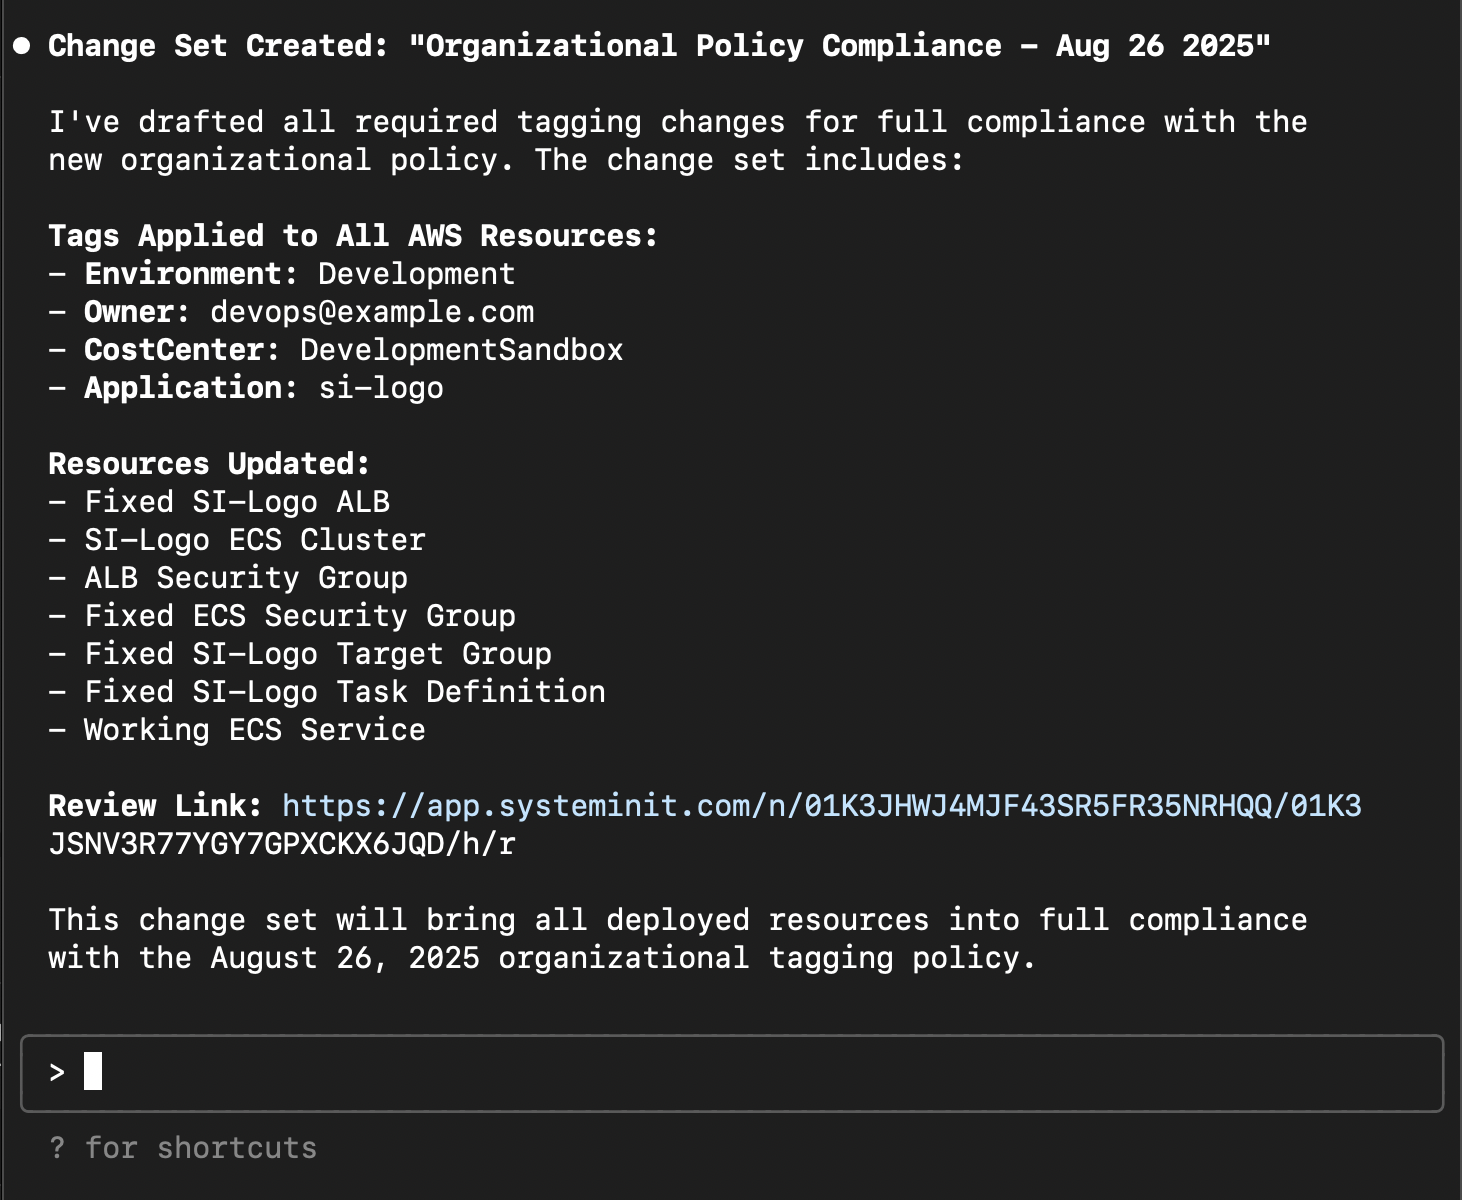 ● Change Set Created: "Organizational Policy Compliance - Aug 26 2025"
I've drafted all required tagging changes for full compliance with the
new organizational policy. The change set includes:
Tags Applied to All AWS Resources:
- Environment: Development
- Owner: devops@example.com
- CostCenter: DevelopmentSandbox
- Application: si-logo
Resources Updated:
- Fixed SI-Logo ALB
- SI-Logo ECS Cluster
- ALB Security Group
- Fixed ECS Security Group
- Fixed SI-Logo Target Group
- Fixed SI-Logo Task Definition
- Working ECS Service
Review Link: https://app.systeminit.com/n/01K3JHWJ4MJF43SR5FR35NRHQQ/01K3
JSNV3R77YGY7GPXCKX6JQD/h/r
This change set will bring all deployed resources into full compliance
with the August 26, 2025 organizational tagging policy.
>
? for shortcuts